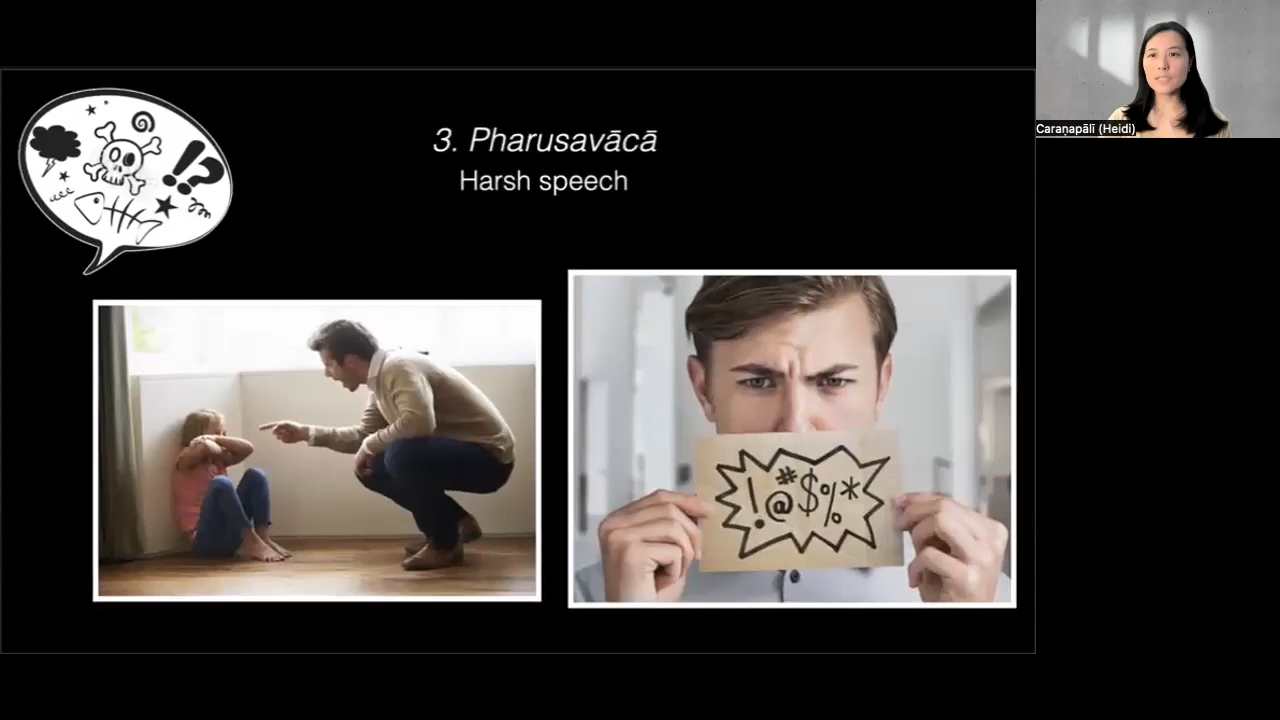 3. Pharusavācā
Harsh speech
!?
!@#$%*
Caraṇapālī (Heidi)